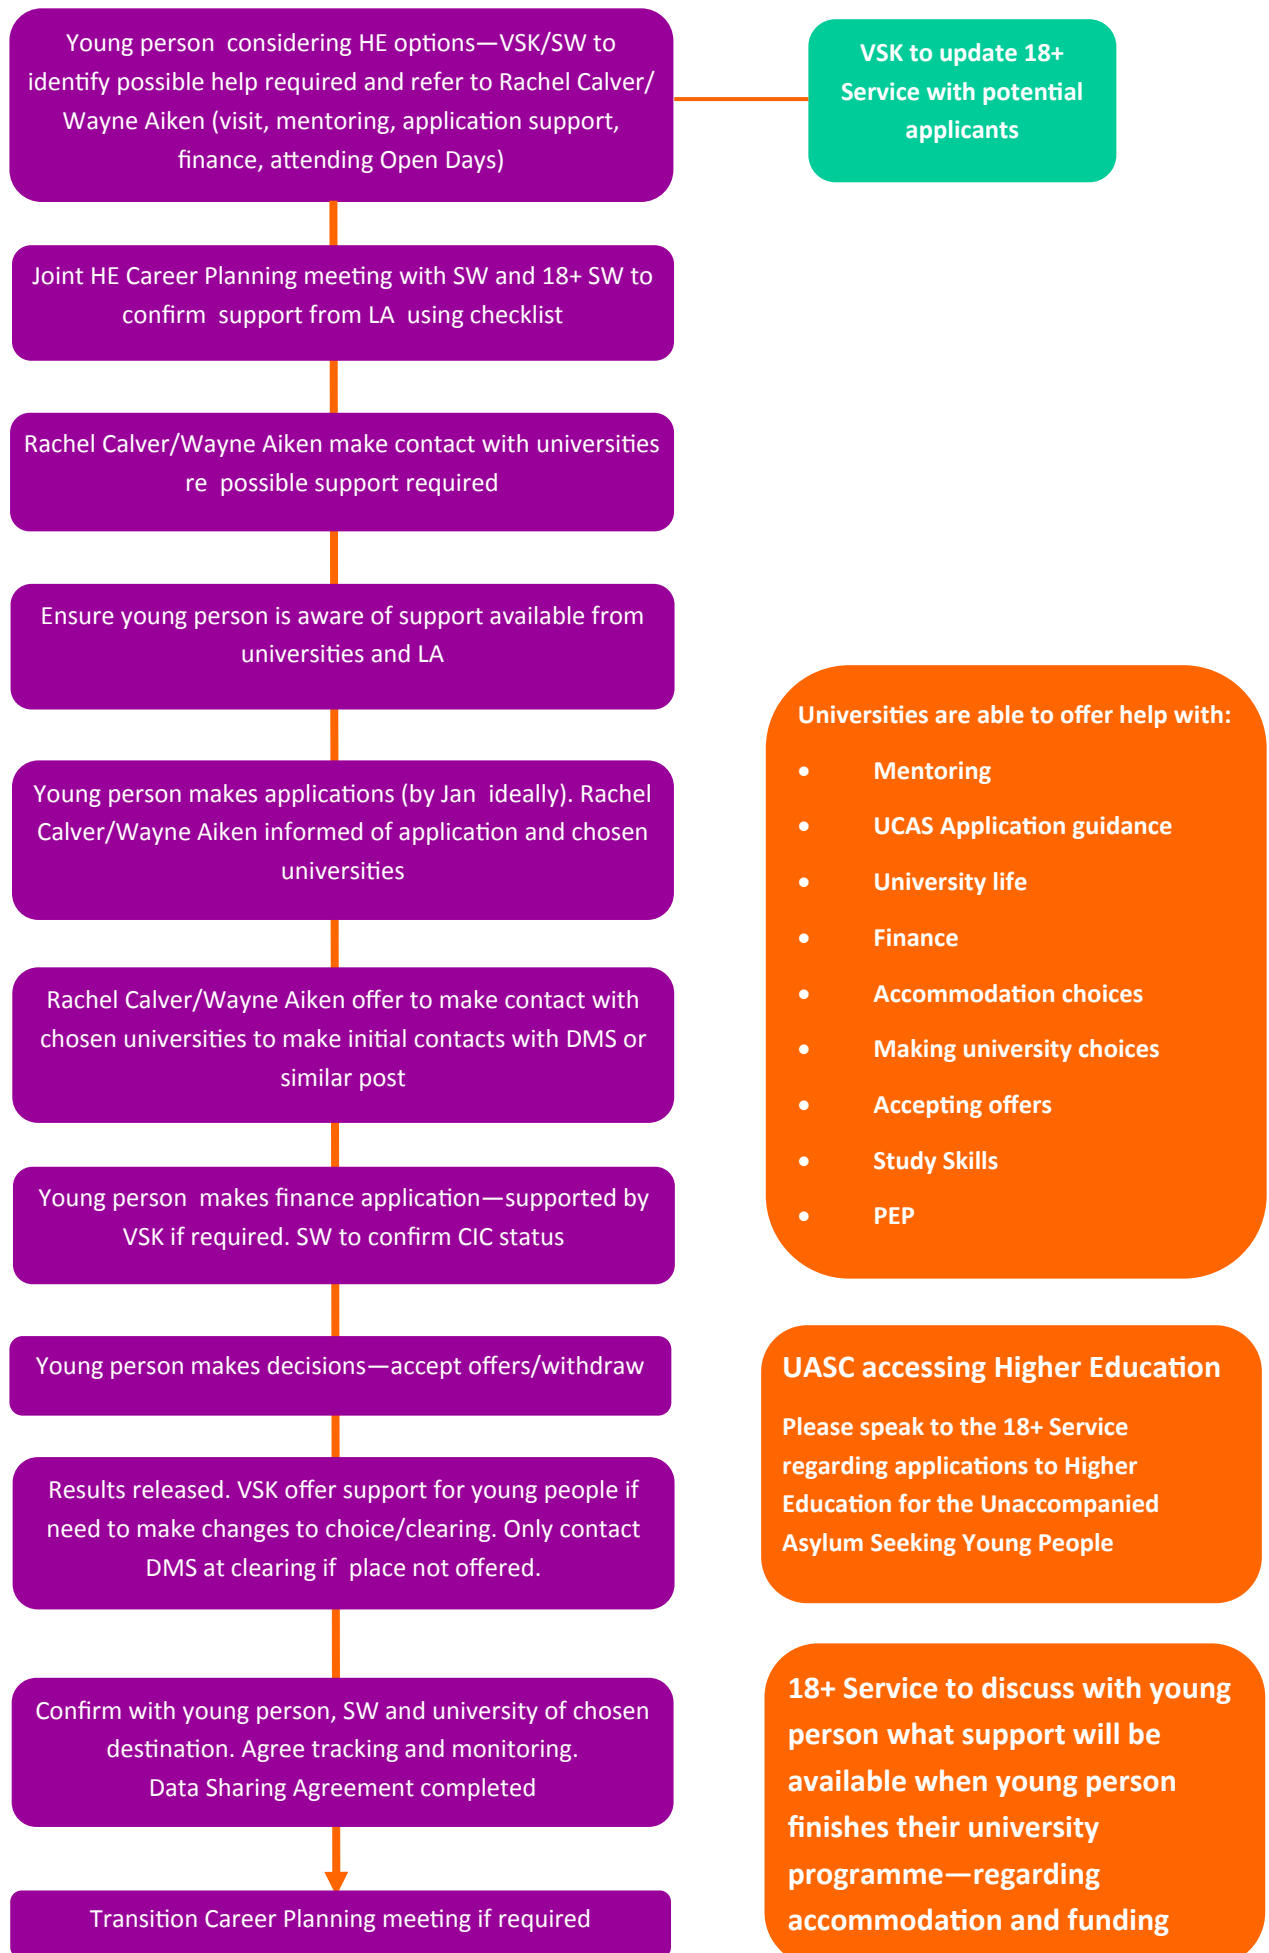 Young person  considering HE options—VSK/SW to
identify possible help required and refer to Rachel Calver/
Wayne Aiken (visit, mentoring, application support,
finance, attending Open Days)
VSK to update 18+
Service with potential
applicants
Joint HE Career Planning meeting with SW and 18+ SW to
confirm  support from LA  using checklist
Rachel Calver/Wayne Aiken make contact with universities
re  possible support required
Ensure young person is aware of support available from
universities and LA
Young person makes applications (by Jan  ideally). Rachel
Calver/Wayne Aiken informed of application and chosen
universities
Rachel Calver/Wayne Aiken offer to make contact with
chosen universities to make initial contacts with DMS or
similar post
Young person  makes finance application—supported by
VSK if required. SW to confirm CIC status
Young person makes decisions—accept offers/withdraw
Results released. VSK offer support for young people if
need to make changes to choice/clearing. Only contact
DMS at clearing if  place not offered.
Confirm with young person, SW and university of chosen
destination. Agree tracking and monitoring.
Data Sharing Agreement completed
Transition Career Planning meeting if required
Universities are able to offer help with:
• Mentoring
• UCAS Application guidance
• University life
• Finance
• Accommodation choices
• Making university choices
• Accepting offers
• Study Skills
• PEP
UASC accessing Higher Education
Please speak to the 18+ Service
regarding applications to Higher
Education for the Unaccompanied
Asylum Seeking Young People
18+ Service to discuss with young
person what support will be
available when young person
finishes their university
programme—regarding
accommodation and funding